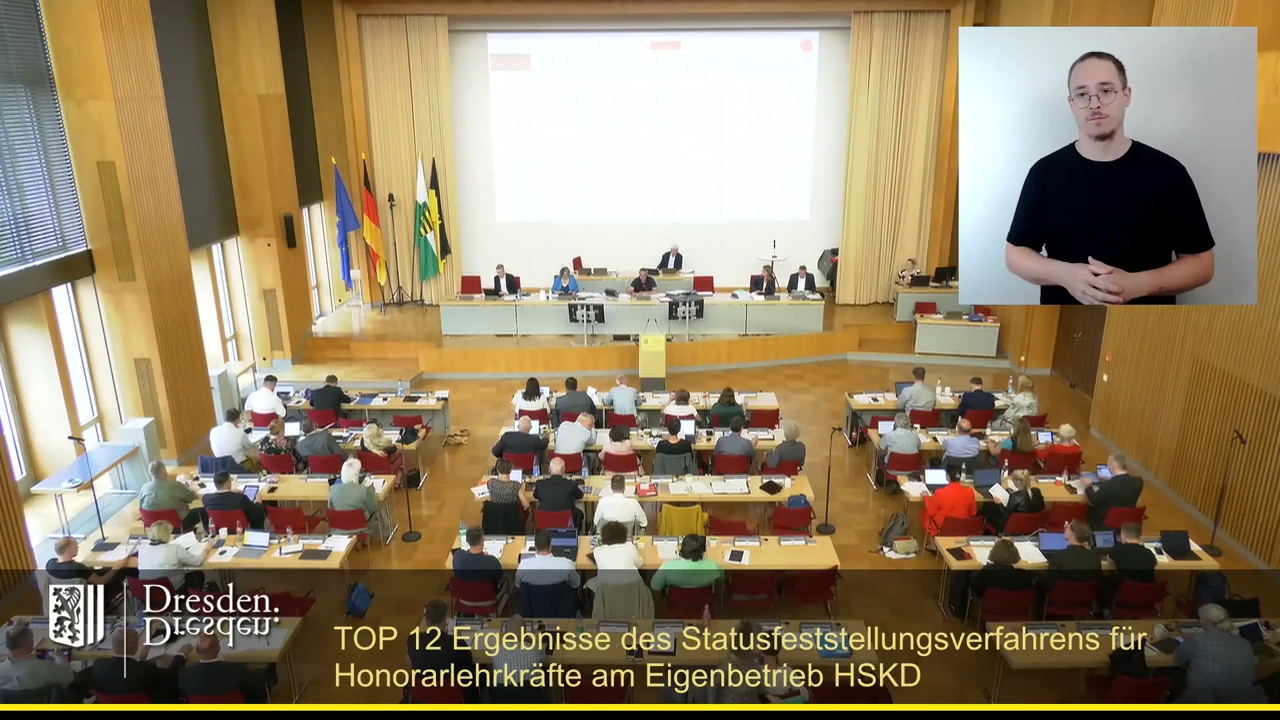 Dresden.
Dresden.
TOP 12 Ergebnisse des Statusfeststellungsverfahrens für
Honorarlehrkräfte am Eigenbetrieb HSKD